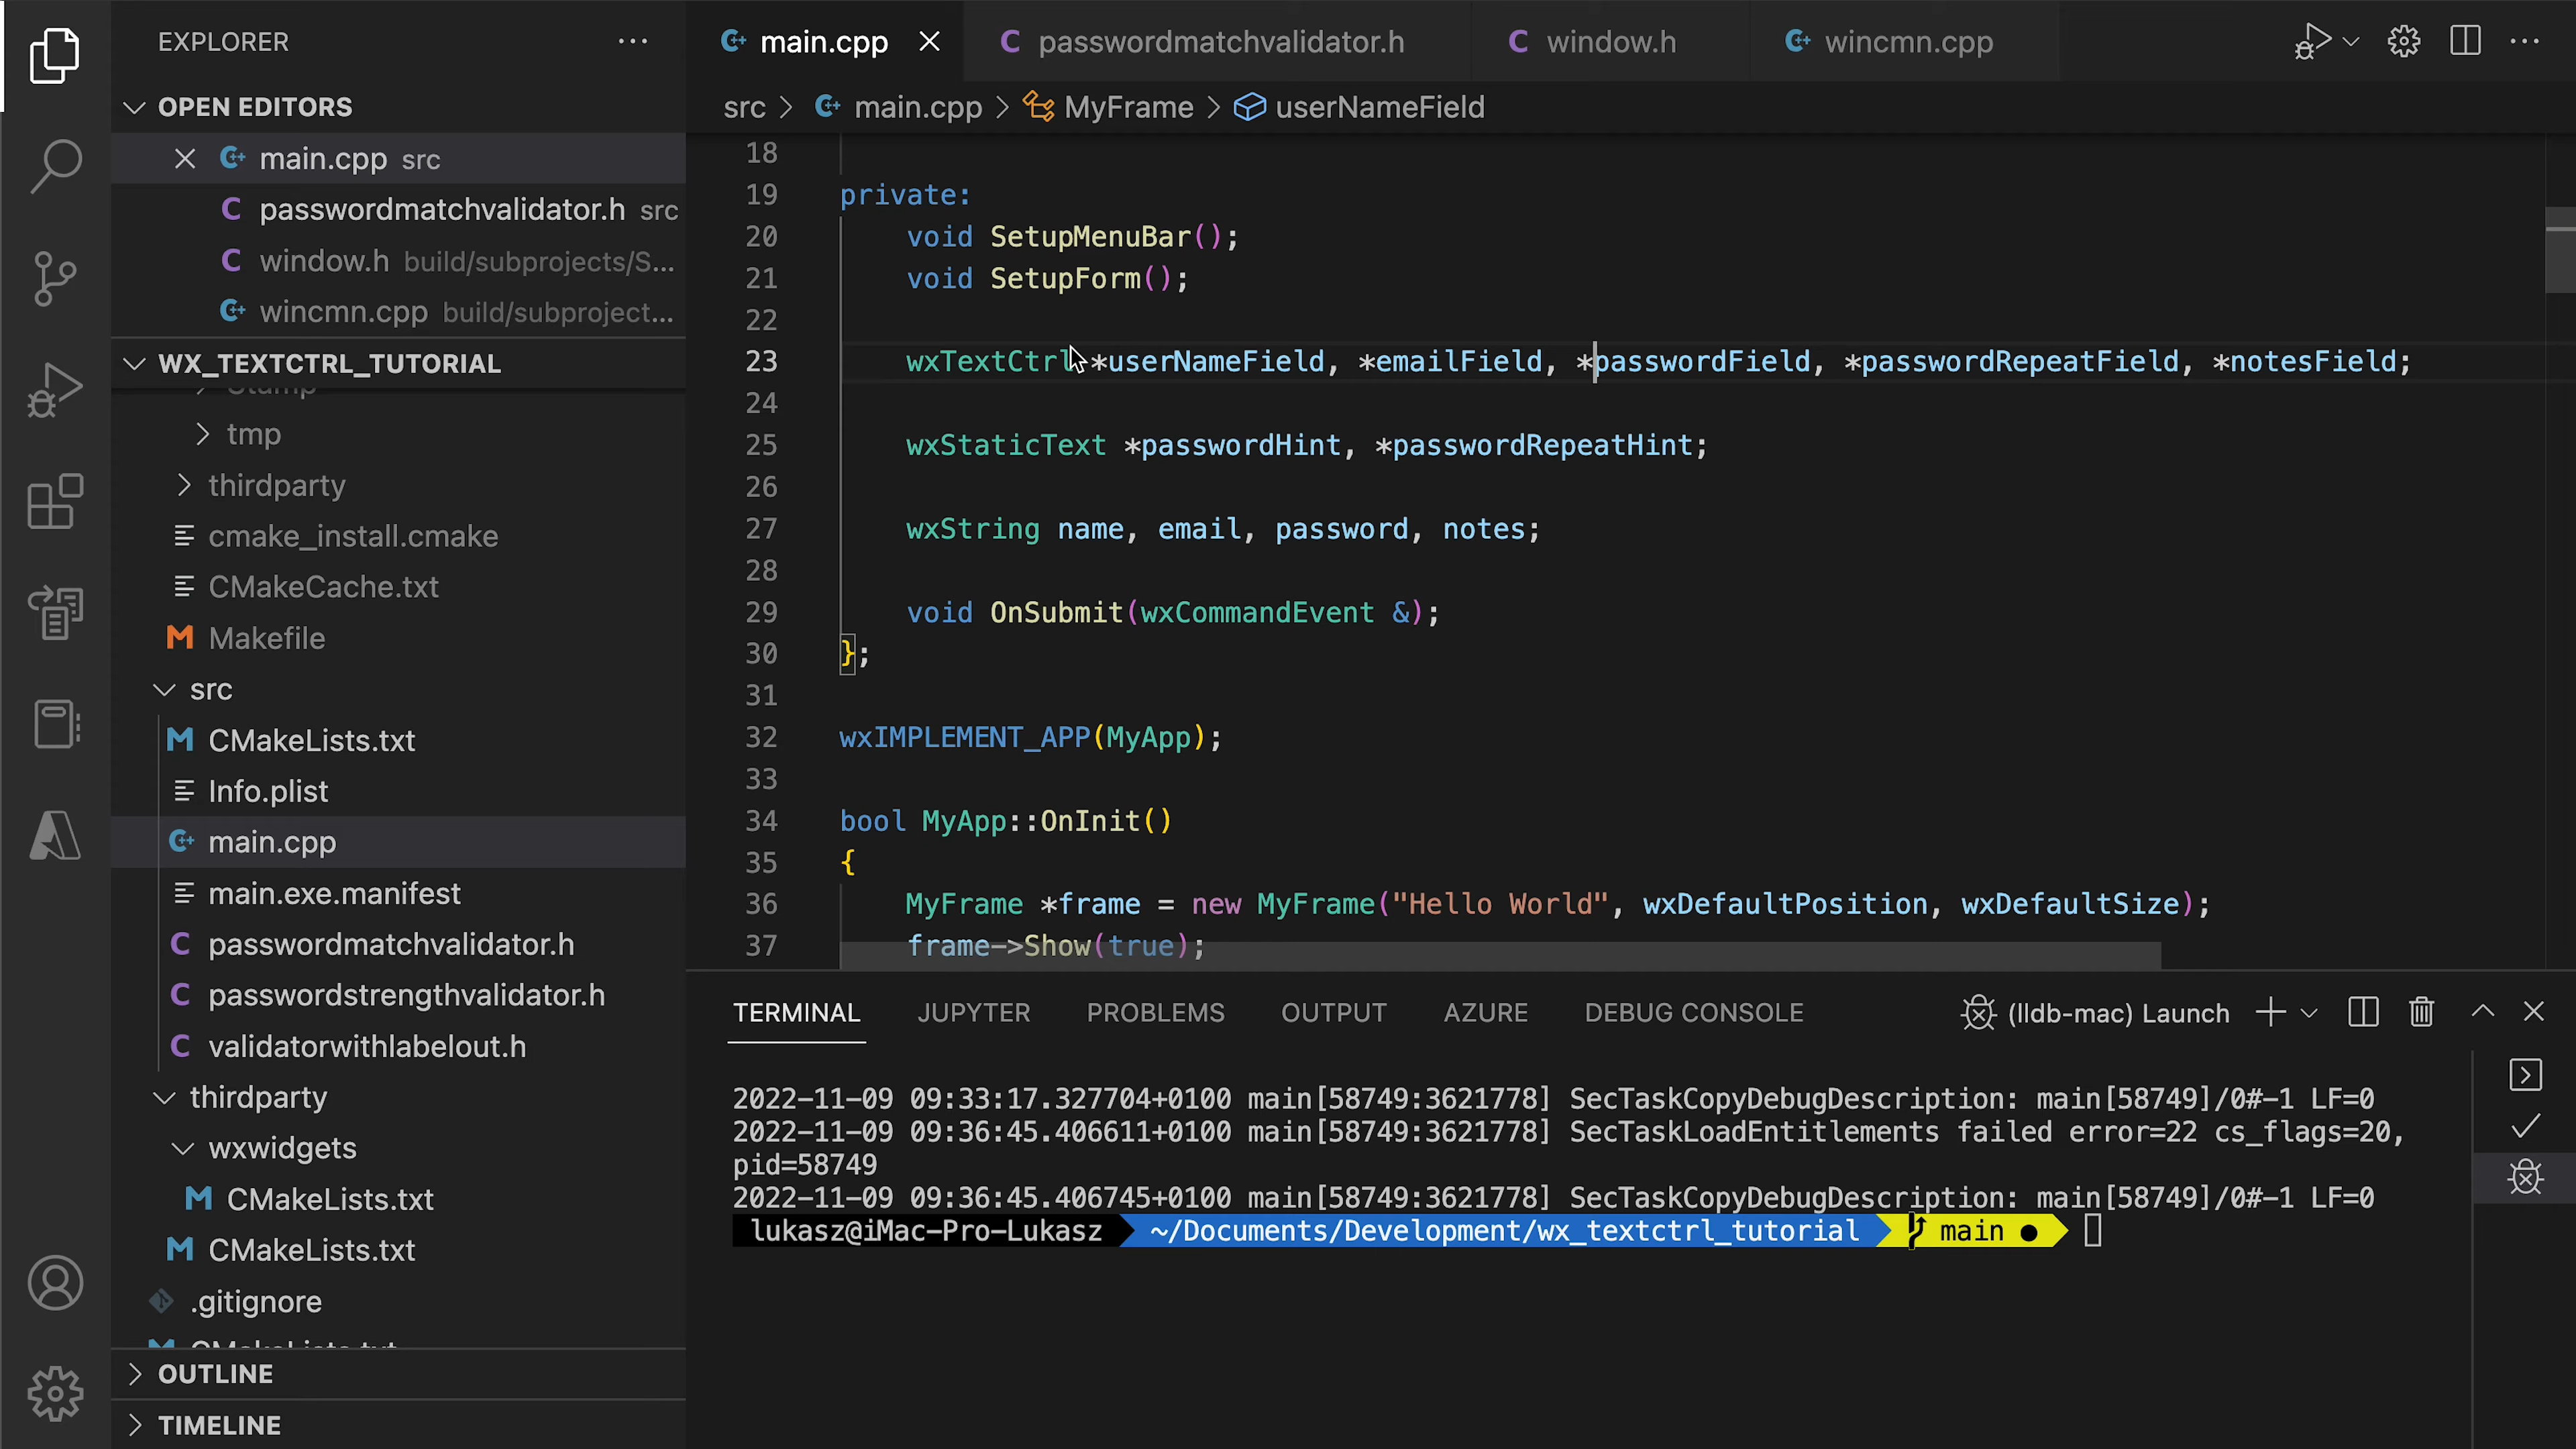 EXPLORER
OPEN EDITORS
main.cpp src
passwordmatchvalidator.h src
window.h build/subprojects/S...
wincmn.cpp build/subproject...
WX_TEXTCTRL_TUTORIAL
tmp
thirdparty
cmake_install.cmake
CMakeCache.txt
Makefile
src
CMakeLists.txt
Info.plist
main.cpp
main.exe.manifest
passwordmatchvalidator.h
passwordstrengthvalidator.h
validatorwithlabelout.h
thirdparty
wxwidgets
CMakeLists.txt
CMakeLists.txt
.gitignore
OUTLINE
TIMELINE
main.cpp passwordmatchvalidator.h window.h wincmn.cpp
src > main.cpp > MyFrame > userNameField
18
19 private:
20 void SetupMenuBar();
21 void SetupForm();
22
23 wxTextCtrl *userNameField, *emailField, *passwordField, *passwordRepeatField, *notesField;
24
25 wxStaticText *passwordHint, *passwordRepeatHint;
26
27 wxString name, email, password, notes;
28
29 void OnSubmit(wxCommandEvent &);
30 };
31
32 wxIMPLEMENT_APP(MyApp);
33
34 bool MyApp::OnInit()
35 {
36 MyFrame *frame = new MyFrame("Hello World", wxDefaultPosition, wxDefaultSize);
37 frame->Show(true);
TERMINAL JUPYTER PROBLEMS OUTPUT AZURE DEBUG CONSOLE (lldb-mac) Launch
2022-11-09 09:33:17.327704+0100 main[58749:3621778] SecTaskCopyDebugDescription: main[58749]/0#-1 LF=0
2022-11-09 09:36:45.406611+0100 main[58749:3621778] SecTaskLoadEntitlements failed error=22 cs_flags=20,
pid=58749
2022-11-09 09:36:45.406745+0100 main[58749:3621778] SecTaskCopyDebugDescription: main[58749]/0#-1 LF=0
lukasz@iMac-Pro-Lukasz ~/Documents/Development/wx_textctrl_tutorial main ●